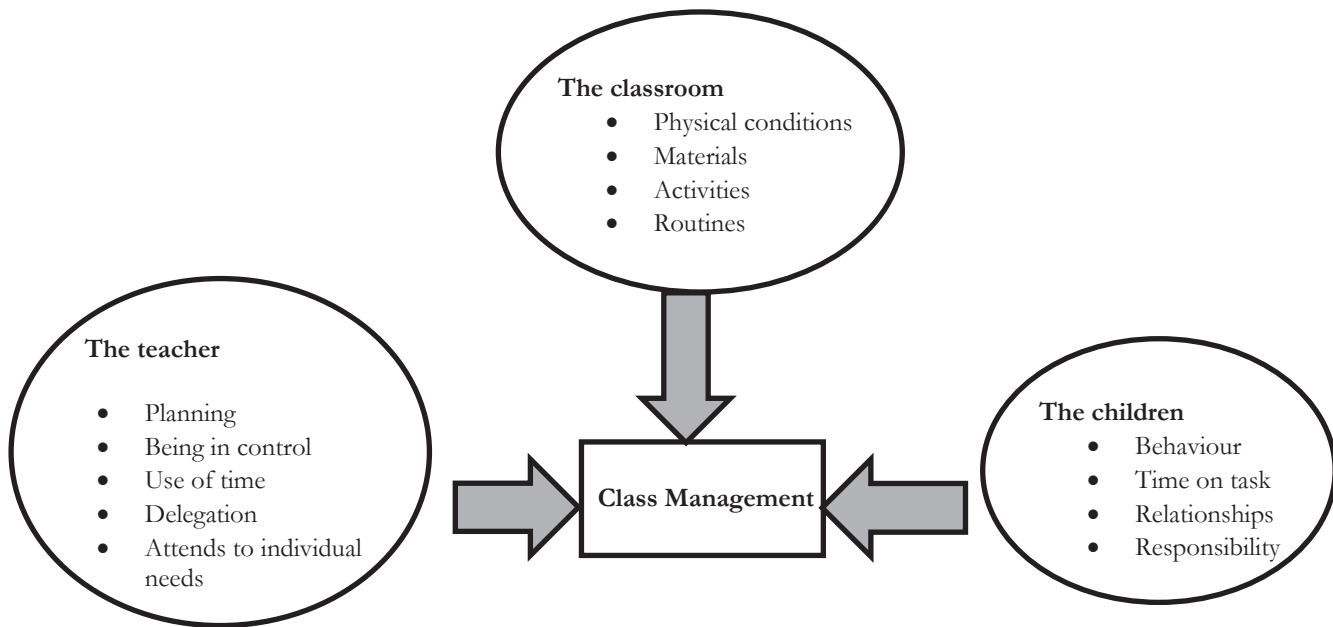 The classroom
• Physical conditions
• Materials
• Activities
• Routines
The teacher
• Planning
• Being in control
• Use of time
• Delegation
• Attends to individual
needs
Class Management
The children
• Behaviour
• Time on task
• Relationships
• Responsibility